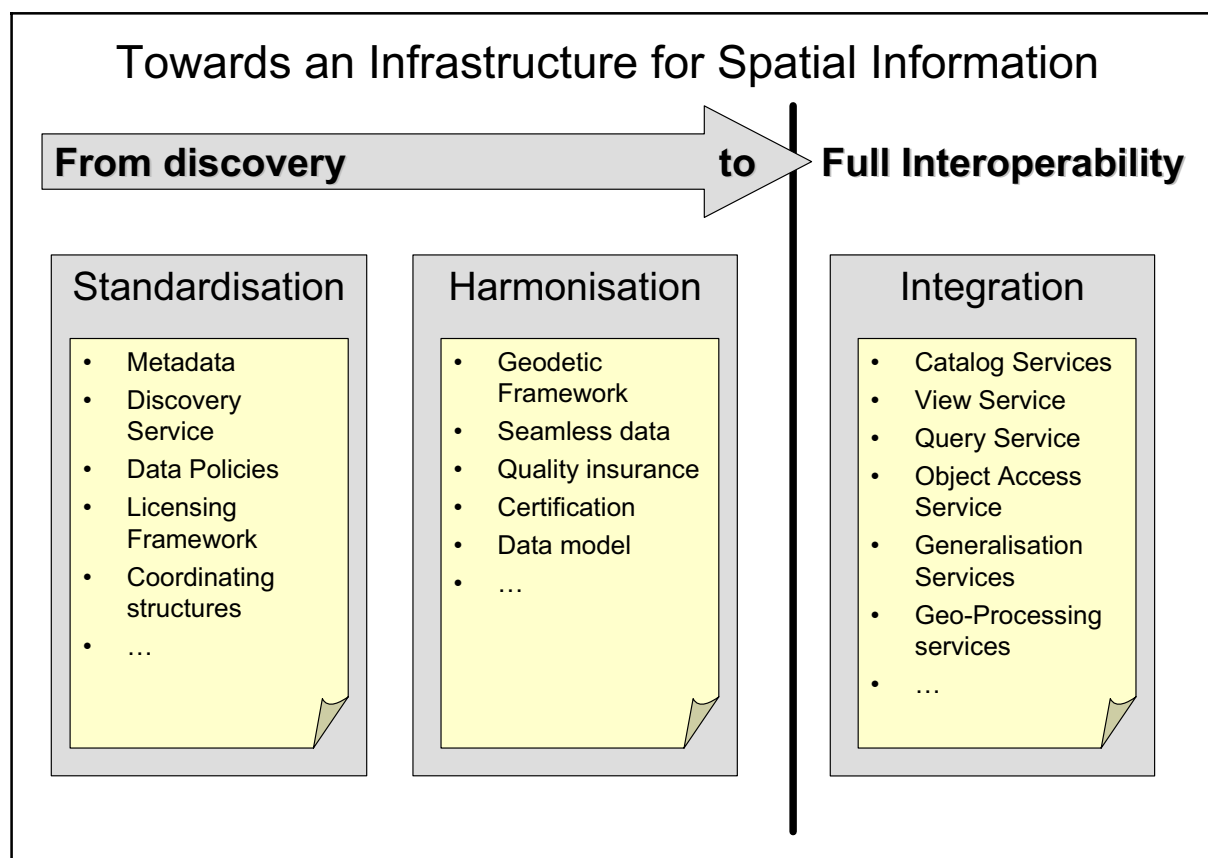 Towards an Infrastructure for Spatial Information
From discovery to Full Interoperability
Standardisation
• Metadata
• Discovery
Service
• Data Policies
• Licensing
Framework
• Coordinating
structures
• …
Harmonisation
• Geodetic
Framework
• Seamless data
• Quality insurance
• Certification
• Data model
• …
Integration
• Catalog Services
• View Service
• Query Service
• Object Access
Service
• Generalisation
Services
• Geo-Processing
services
• …